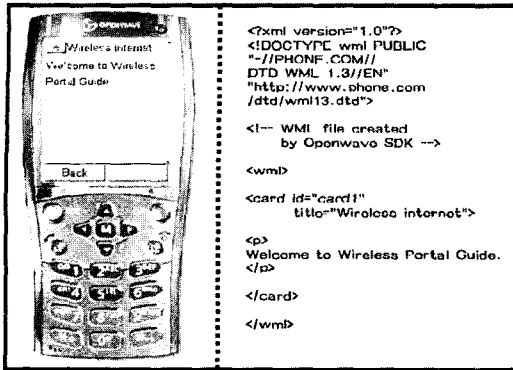 OPENWAVE
Wireless Internet
Welcome to Wireless
Portal Guide
Back
<?xml version="1.0"?>
<!DOCTYPE wml PUBLIC
"-//PHONE.COM//
DTD WML 1.3//EN"
"http://www.phone.com
/dtd/wml13.dtd">
<!-- WML file created
by Openwave SDK -->
<wml>
<card id="card1"
title="Wireless internet">
<p>
Welcome to Wireless Portal Guide.
</p>
</card>
</wml>